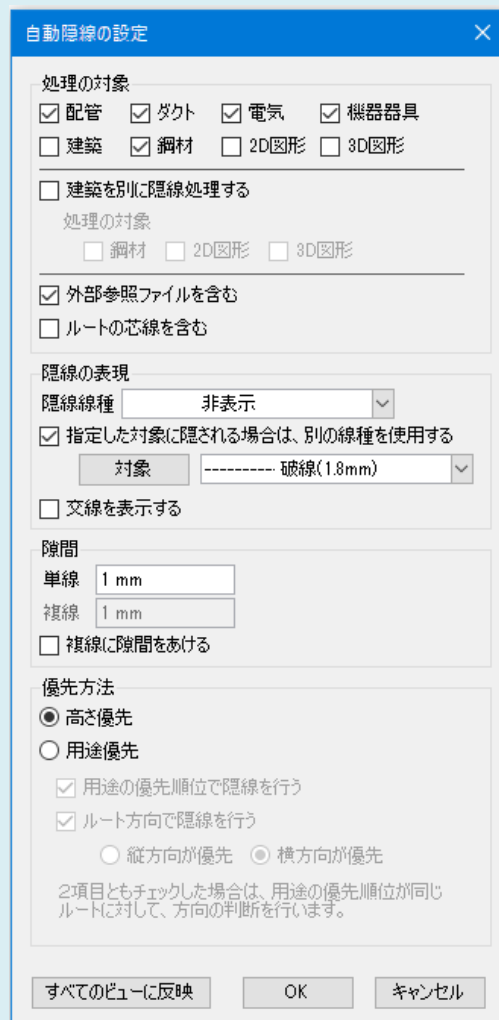 自動隠線の設定
処理の対象
配管 ダクト 電気 機器器具
建築 鋼材 2D図形 3D図形
建築を別に隠線処理する
処理の対象
鋼材 2D図形 3D図形
外部参照ファイルを含む
ルートの芯線を含む
隠線の表現
隠線線種 非表示
指定した対象に隠される場合は、別の線種を使用する
対象 ---------- 破線(1.8mm)
交線を表示する
隙間
単線 1 mm
複線 1 mm
複線に隙間をあける
優先方法
高さ優先
用途優先
用途の優先順位で隠線を行う
ルート方向で隠線を行う
縦方向が優先 横方向が優先
2項目ともチェックした場合は、用途の優先順位が同じ
ルートに対して、方向の判断を行います。
すべてのビューに反映 OK キャンセル